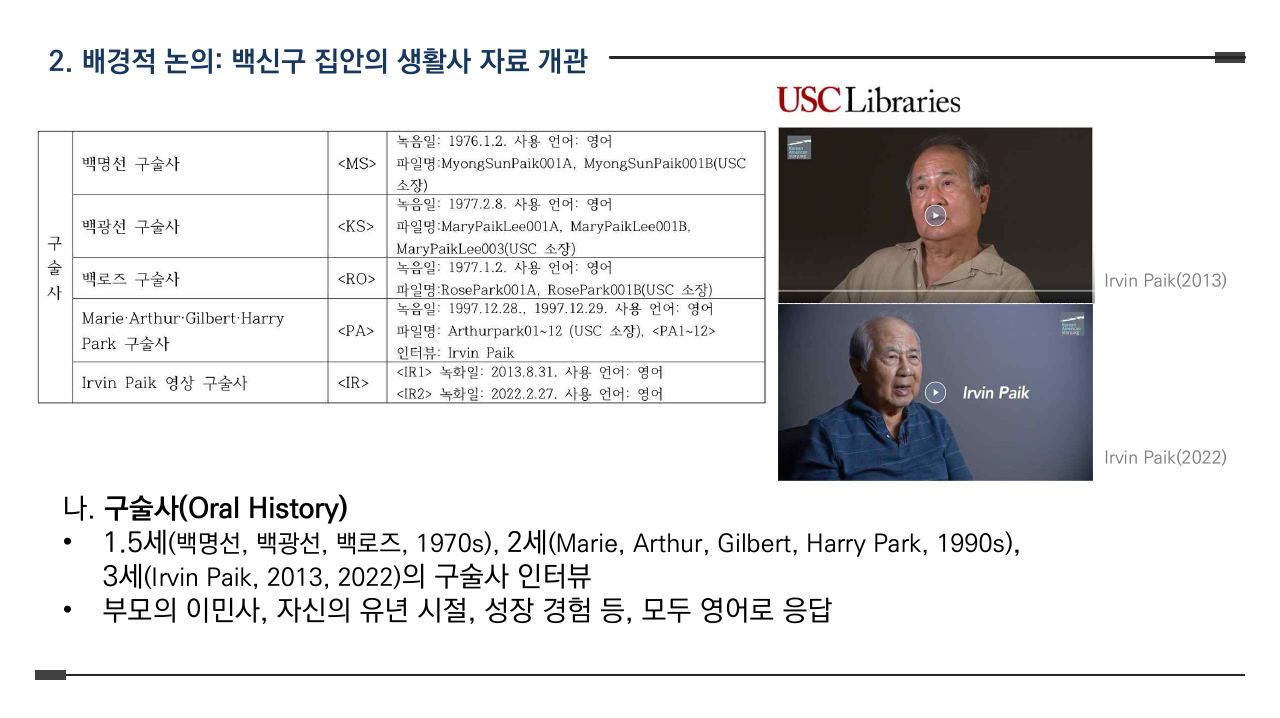 2. 배경적 논의: 백신구 집안의 생활사 자료 개관
USC Libraries
구술사
백명선 구술사
<MS>
녹음일: 1976.1.2. 사용 언어: 영어
파일명:MyongSunPaik001A, MyongSunPaik001B(USC
소장)
백광선 구술사
<KS>
녹음일: 1977.2.8. 사용 언어: 영어
파일명:MaryPaikLee001A, MaryPaikLee001B,
MaryPaikLee003(USC 소장)
백로즈 구술사
<RO>
녹음일: 1977.1.2. 사용 언어: 영어
파일명:RosePark001A, RosePark001B(USC 소장)
Marie·Arthur·Gilbert·Harry
Park 구술사
<PA>
녹음일: 1997.12.28., 1997.12.29. 사용 언어: 영어
파일명: Arthurpark01~12 (USC 소장), <PA1~12>
인터뷰: Irvin Paik
Irvin Paik 영상 구술사
<IR>
<IR1> 녹화일: 2013.8.31. 사용 언어: 영어
<IR2> 녹화일: 2022.2.27. 사용 언어: 영어
Korean
American
story.org
Irvin Paik(2013)
Korean
American
story.org
Irvin Paik
Irvin Paik(2022)
나. 구술사(Oral History)
• 1.5세(백명선, 백광선, 백로즈, 1970s), 2세(Marie, Arthur, Gilbert, Harry Park, 1990s),
3세(Irvin Paik, 2013, 2022)의 구술사 인터뷰
• 부모의 이민사, 자신의 유년 시절, 성장 경험 등, 모두 영어로 응답